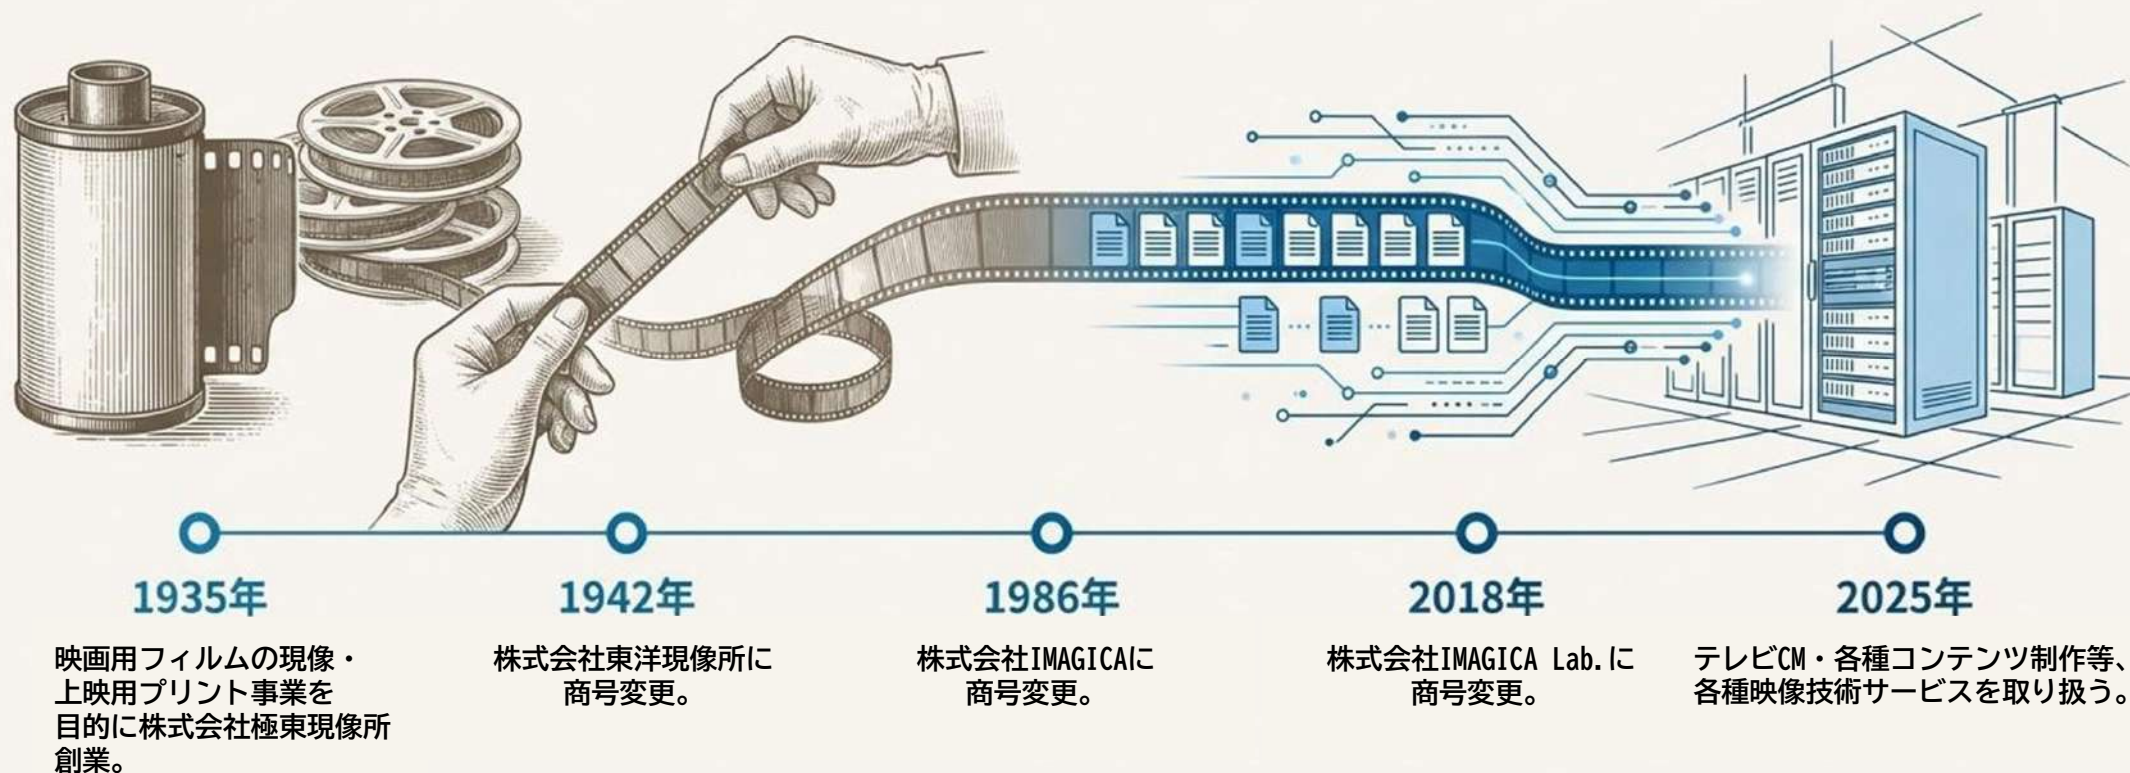 1935年
映画用フィルムの現像・
上映用プリント事業を
目的に株式会社極東現像所
創業。
1942年
株式会社東洋現像所に
商号変更。
1986年
株式会社IMAGICAに
商号変更。
2018年
株式会社IMAGICA Lab.に
商号変更。
2025年
テレビCM・各種コンテンツ制作等、
各種映像技術サービスを取り扱う。